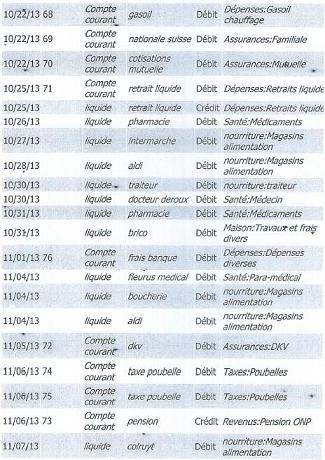 10/22/13 68 Compte courant gasoil Débit Dépenses:Gasoil chauffage
10/22/13 69 Compte courant nationale suisse Débit Assurances:Familiale
10/22/13 70 Compte courant cotisations mutuelle Débit Assurances:Mutuelle
10/25/13 71 Compte courant retrait liquide Débit Dépenses:Retraits liquide
10/25/13 liquide retrait liquide Crédit Dépenses:Retraits liquide
10/26/13 liquide pharmacie Débit Santé:Médicaments
10/27/13 liquide intermarche Débit nourriture:Magasins alimentation
10/28/13 liquide aldi Débit nourriture:Magasins alimentation
10/30/13 liquide traiteur Débit nourriture:traiteur
10/30/13 liquide docteur deroux Débit Santé:Médecin
10/31/13 liquide pharmacie Débit Santé:Médicaments
10/31/13 liquide brico Débit Maison:Travaux et frais divers
11/01/13 76 Compte courant frais banque Débit Dépenses:Dépenses diverses
11/04/13 liquide fleurus medical Débit Santé:Para-médical
11/04/13 liquide boucherie Débit nourriture:Magasins alimentation
11/04/13 liquide aldi Débit nourriture:Magasins alimentation
11/05/13 72 Compte courant dkv Débit Assurances:DKV
11/06/13 74 Compte courant taxe poubelle Débit Taxes:Poubelles
11/06/13 75 Compte courant taxe poubelle Débit Taxes:Poubelles
11/06/13 73 Compte courant pension Crédit Revenus:Pension ONP
11/07/13 liquide colruyt Débit nourriture:Magasins alimentation